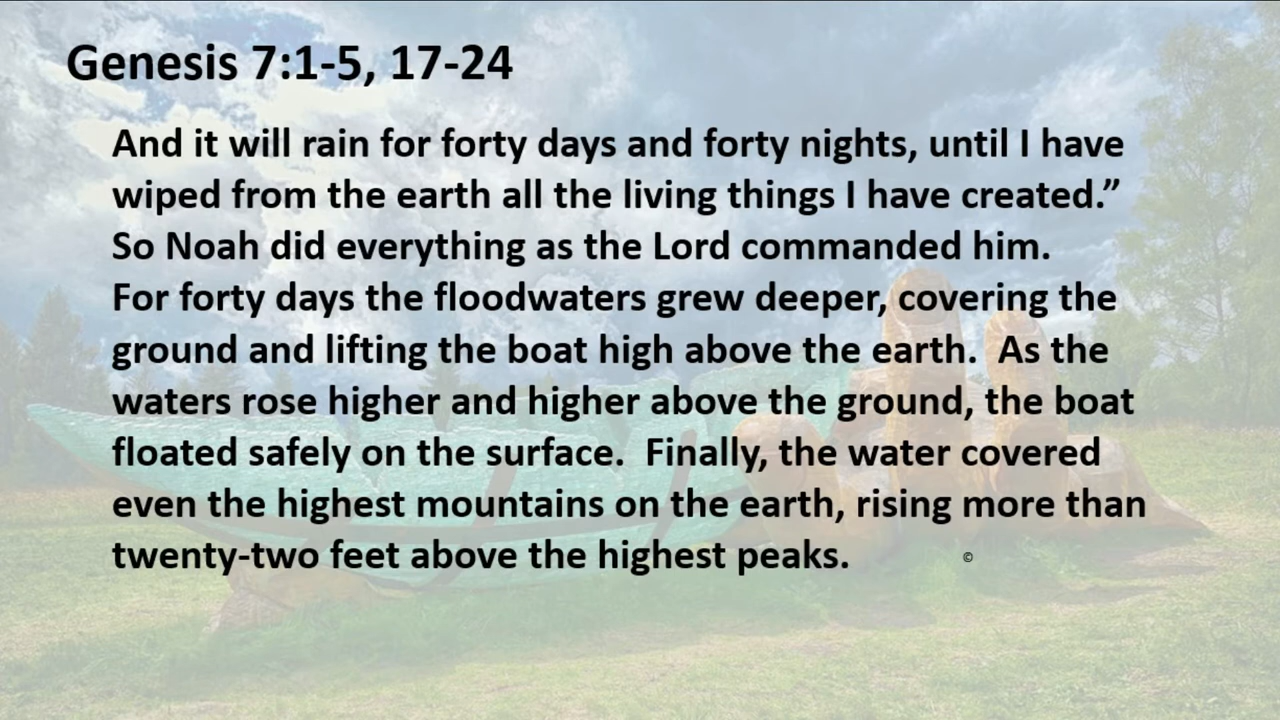 Genesis 7:1-5, 17-24
And it will rain for forty days and forty nights, until I have
wiped from the earth all the living things I have created.”
So Noah did everything as the Lord commanded him.
For forty days the floodwaters grew deeper, covering the
ground and lifting the boat high above the earth.  As the
waters rose higher and higher above the ground, the boat
floated safely on the surface.  Finally, the water covered
even the highest mountains on the earth, rising more than
twenty-two feet above the highest peaks. ©